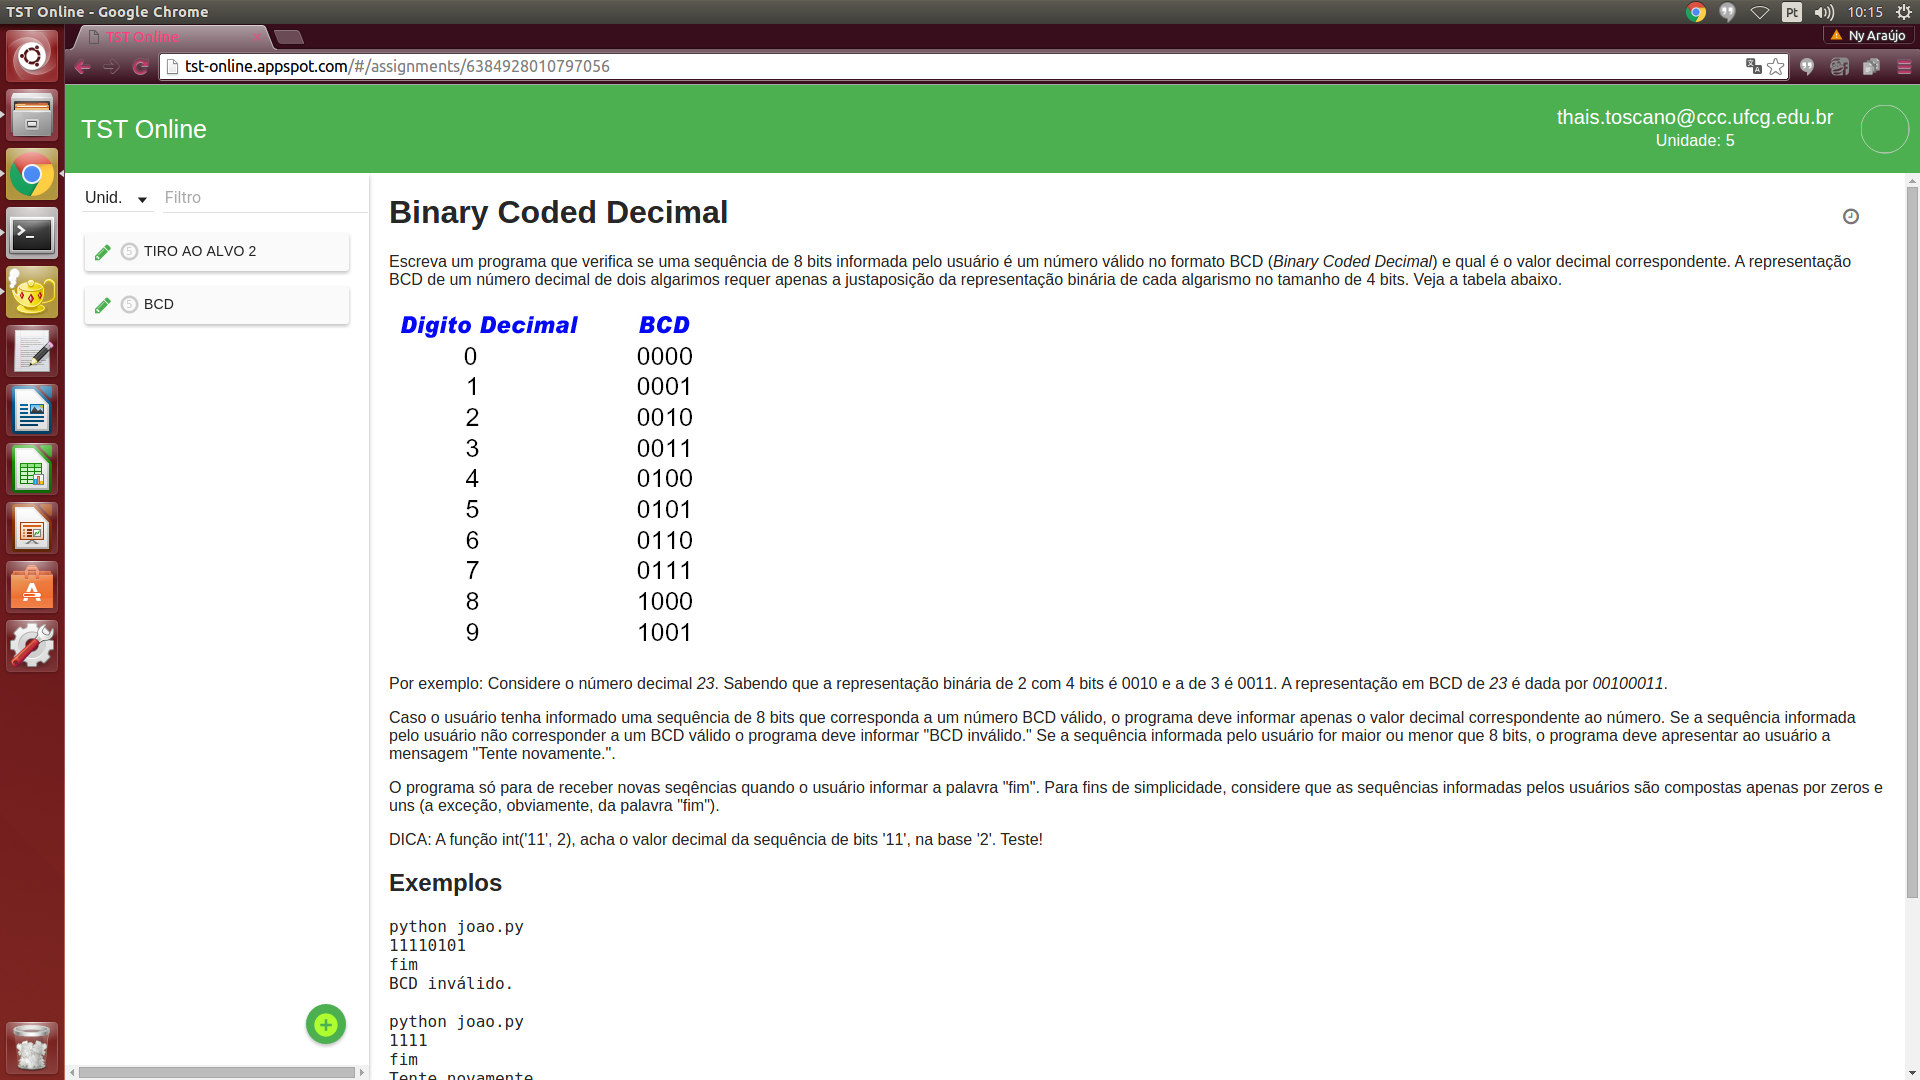 TST Online - Google Chrome
Pt
10:15
TST Online
Ny Araújo
tst-online.appspot.com/#/assignments/6384928010797056
TST Online
thais.toscano@ccc.ufcg.edu.br
Unidade: 5
Unid.
Filtro
5 TIRO AO ALVO 2
5 BCD
Binary Coded Decimal
Escreva um programa que verifica se uma sequência de 8 bits informada pelo usuário é um número válido no formato BCD (Binary Coded Decimal) e qual é o valor decimal correspondente. A representação
BCD de um número decimal de dois algarimos requer apenas a justaposição da representação binária de cada algarismo no tamanho de 4 bits. Veja a tabela abaixo.
Digito Decimal BCD
0 0000
1 0001
2 0010
3 0011
4 0100
5 0101
6 0110
7 0111
8 1000
9 1001
Por exemplo: Considere o número decimal 23. Sabendo que a representação binária de 2 com 4 bits é 0010 e a de 3 é 0011. A representação em BCD de 23 é dada por 00100011.
Caso o usuário tenha informado uma sequência de 8 bits que corresponda a um número BCD válido, o programa deve informar apenas o valor decimal correspondente ao número. Se a sequência informada
pelo usuário não corresponder a um BCD válido o programa deve informar "BCD inválido." Se a sequência informada pelo usuário for maior ou menor que 8 bits, o programa deve apresentar ao usuário a
mensagem "Tente novamente.".
O programa só para de receber novas seqências quando o usuário informar a palavra "fim". Para fins de simplicidade, considere que as sequências informadas pelos usuários são compostas apenas por zeros e
uns (a exceção, obviamente, da palavra "fim").
DICA: A função int('11', 2), acha o valor decimal da sequência de bits '11', na base '2'. Teste!
Exemplos
python joao.py
11110101
fim
BCD inválido.
python joao.py
1111
fim
Tente novamente